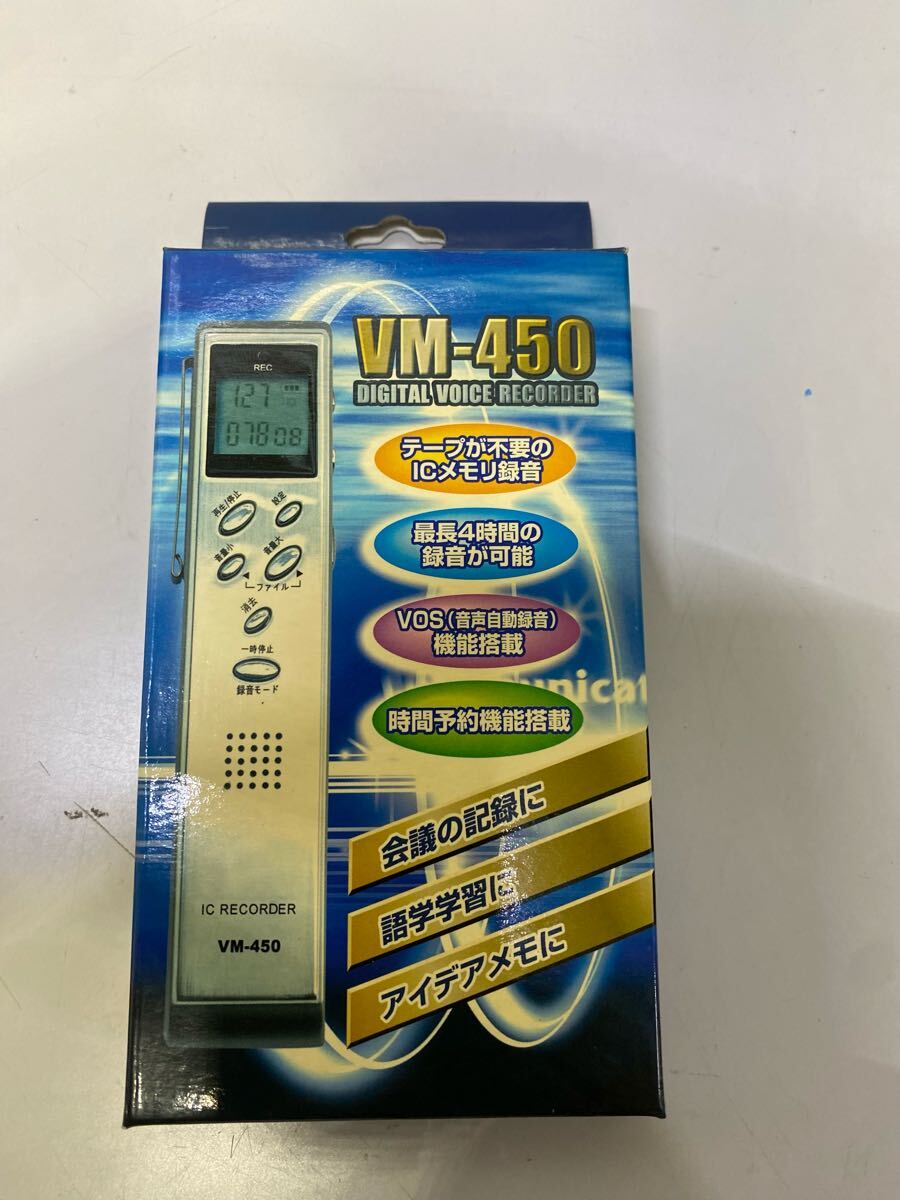 VM-450
DIGITAL VOICE RECORDER
テープが不要の
ICメモリ録音
最長4時間の
録音が可能
VOS(音声自動録音)
機能搭載
時間予約機能搭載
会議の記録に
語学学習に
アイデアメモに
REC
127
078 08
再生/停止
設定
音量小
音量大
ファイル
消去
一時停止
録音モード
IC RECORDER
VM-450